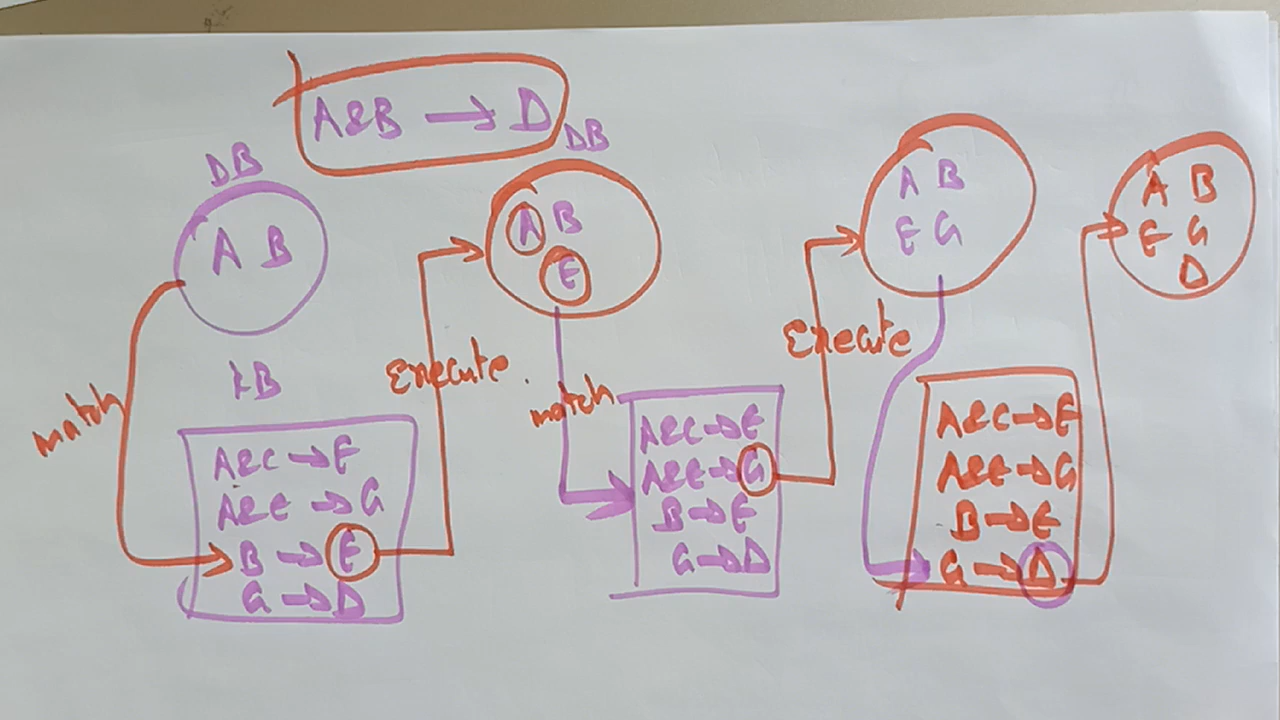 A&B → D
DB
A B
match
KB
A&C → F
A&E → G
B → E
G → D
Execute
DB
A B
E
match
A&C → E
A&E → G
B → E
G → D
Execute
A B
E G
A&C → E
A&E → G
B → E
G → D
A B
E G
D